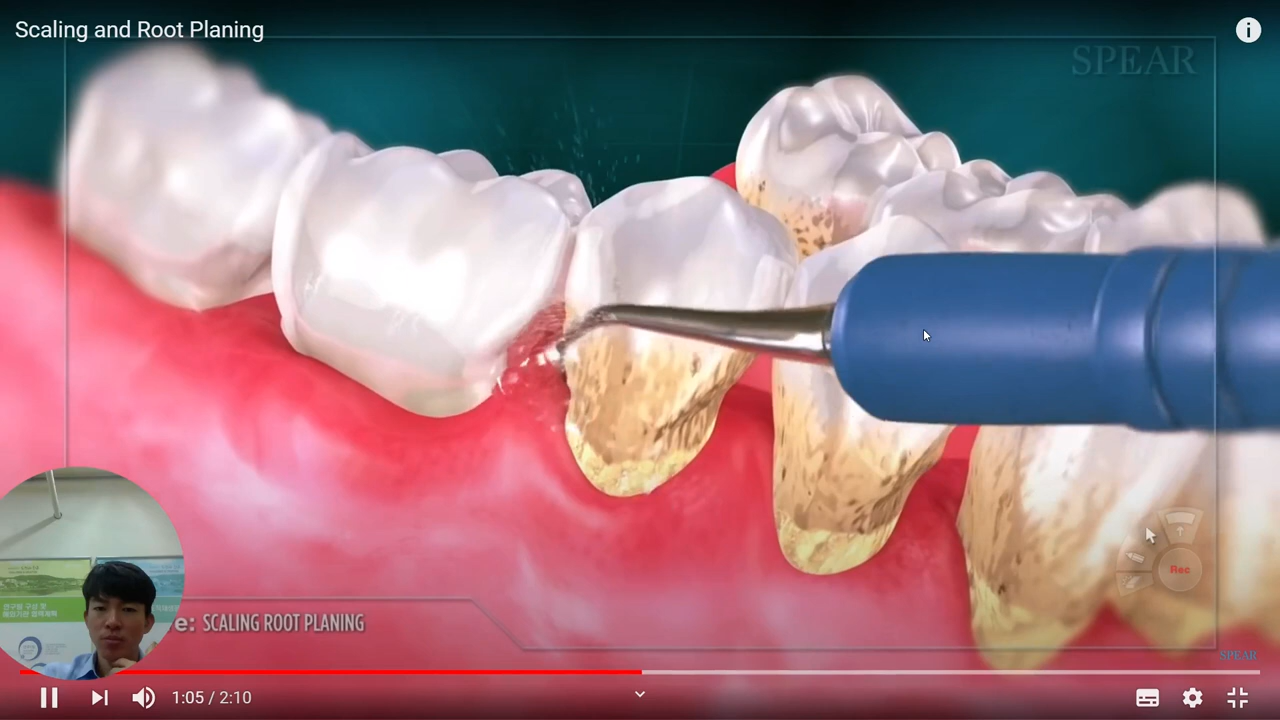 Scaling and Root Planing
SPEAR
Rec
e: SCALING ROOT PLANING
SPEAR
1:05 / 2:10